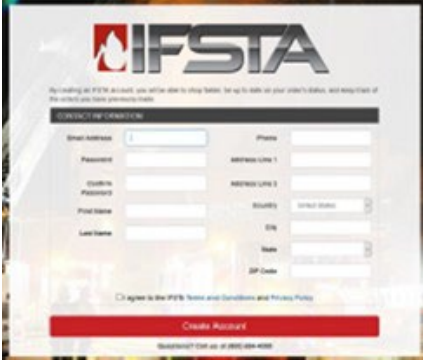 IFSTA
By creating an IFSTA account, you will be able to shop faster, be up to date on your order's status, and keep track of
the orders you have previously made.
CONTACT INFORMATION
Email Address
Password
Confirm
Password
First Name
Last Name
Phone
Address Line 1
Address Line 2
Country United States
City
State
ZIP Code
I agree to the IFSTA Terms and Conditions and Privacy Policy
Create Account
Questions? Call us at (800)